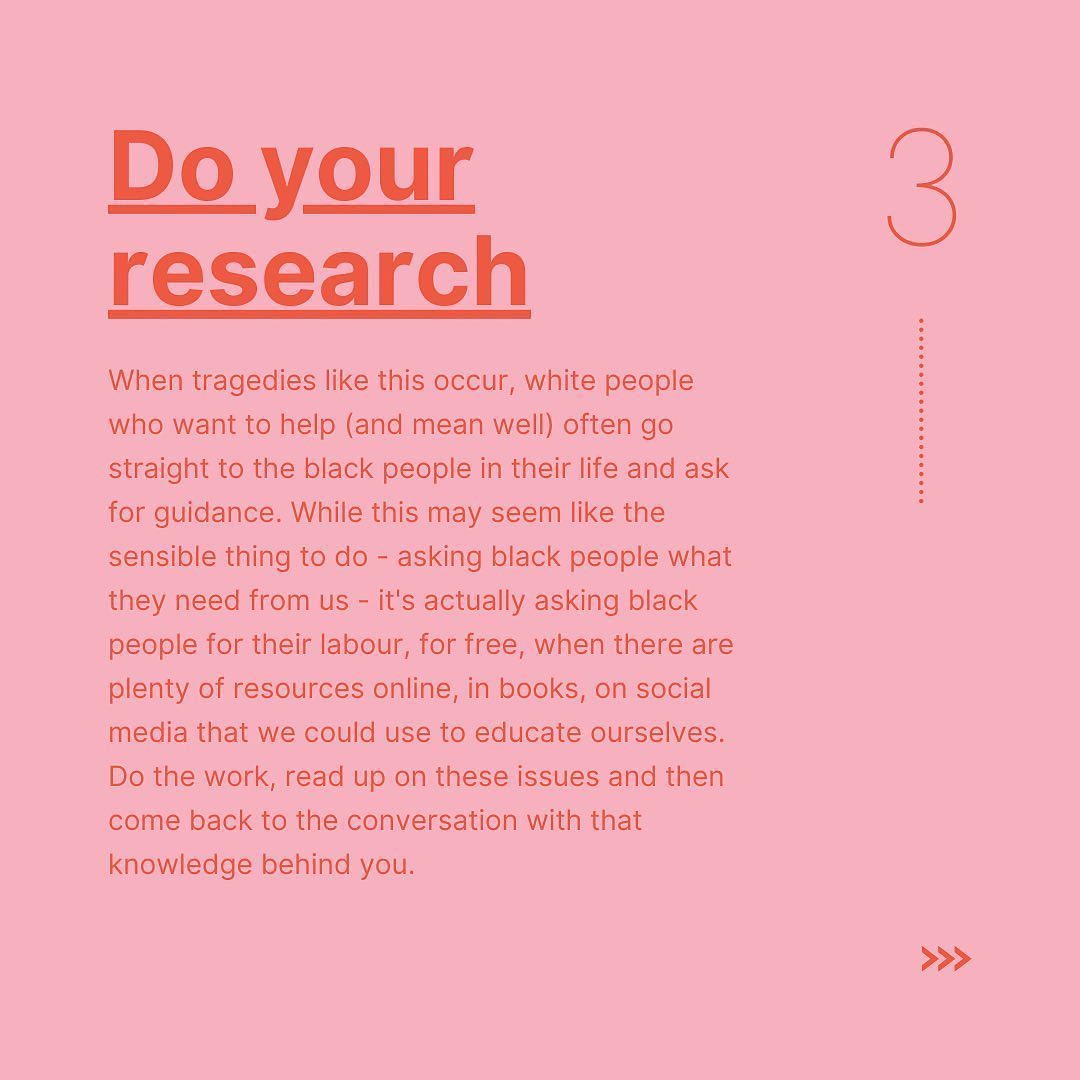 Do your
research
3
When tragedies like this occur, white people
who want to help (and mean well) often go
straight to the black people in their life and ask
for guidance. While this may seem like the
sensible thing to do - asking black people what
they need from us - it's actually asking black
people for their labour, for free, when there are
plenty of resources online, in books, on social
media that we could use to educate ourselves.
Do the work, read up on these issues and then
come back to the conversation with that
knowledge behind you.